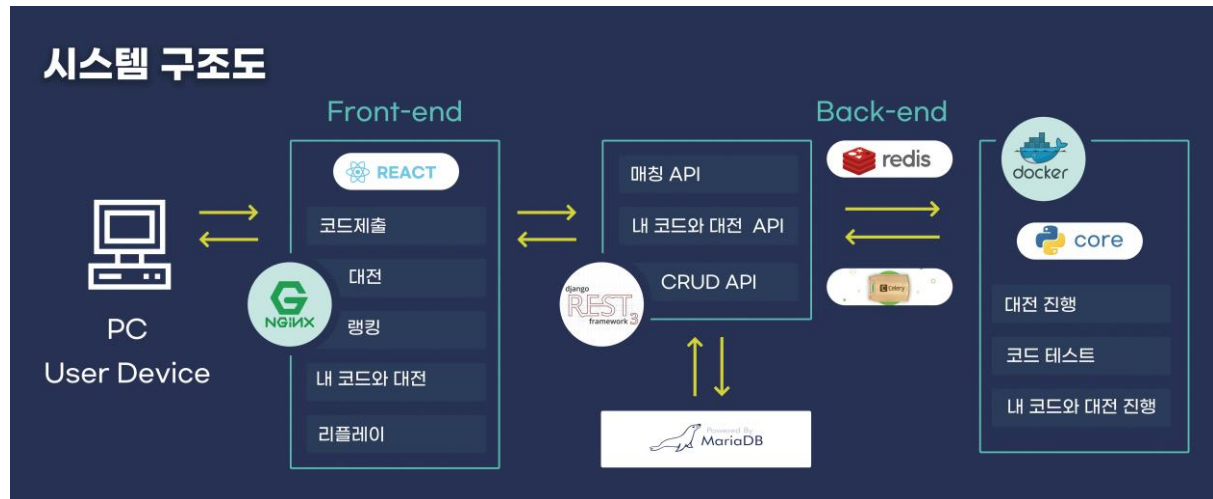 시스템 구조도
Front-end
Back-end
REACT
코드제출
대전
랭킹
내 코드와 대전
리플레이
NGiNX
PC
User Device
매칭 API
내 코드와 대전 API
CRUD API
django
REST
framework 3
Powered By
MariaDB
redis
Celery
docker
core
대전 진행
코드 테스트
내 코드와 대전 진행